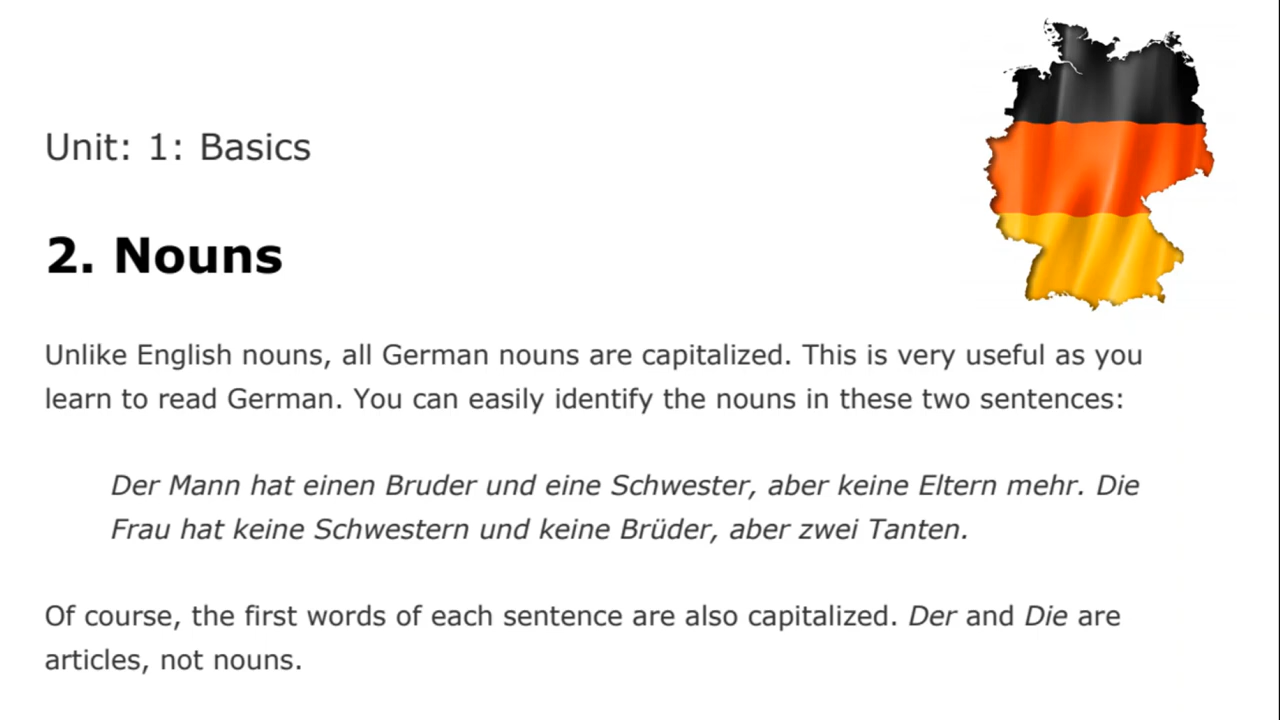 Unit: 1: Basics
2. Nouns
Unlike English nouns, all German nouns are capitalized. This is very useful as you
learn to read German. You can easily identify the nouns in these two sentences:
Der Mann hat einen Bruder und eine Schwester, aber keine Eltern mehr. Die
Frau hat keine Schwestern und keine Brüder, aber zwei Tanten.
Of course, the first words of each sentence are also capitalized. Der and Die are
articles, not nouns.